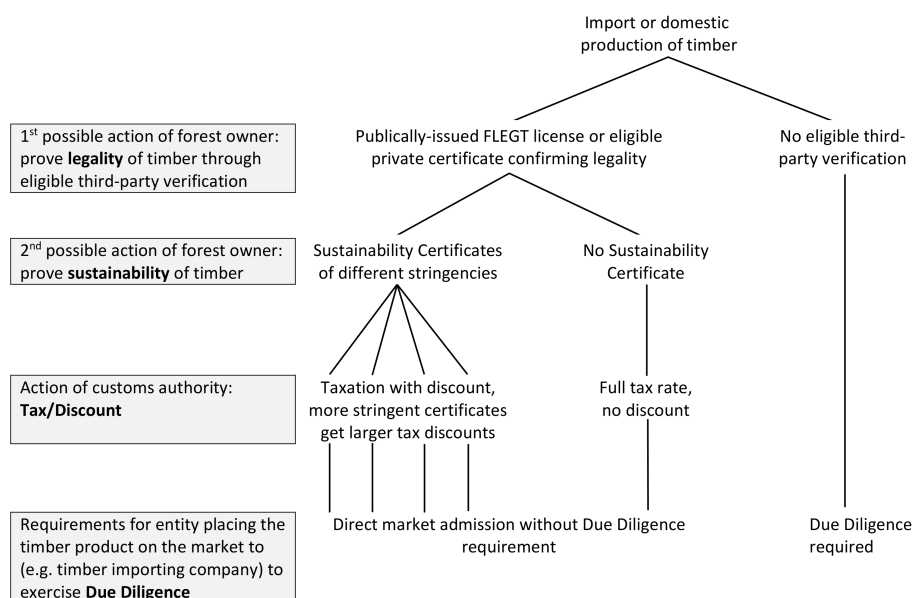 Import or domestic
production of timber
1st possible action of forest owner:
prove legality of timber through
eligible third-party verification
Publically-issued FLEGT license or eligible
private certificate confirming legality
No eligible third-
party verification
2nd possible action of forest owner:
prove sustainability of timber
Sustainability Certificates
of different stringencies
No Sustainability
Certificate
Action of customs authority:
Tax/Discount
Taxation with discount,
more stringent certificates
get larger tax discounts
Full tax rate,
no discount
Requirements for entity placing the
timber product on the market to
(e.g. timber importing company) to
exercise Due Diligence
Direct market admission without Due Diligence
requirement
Due Diligence
required